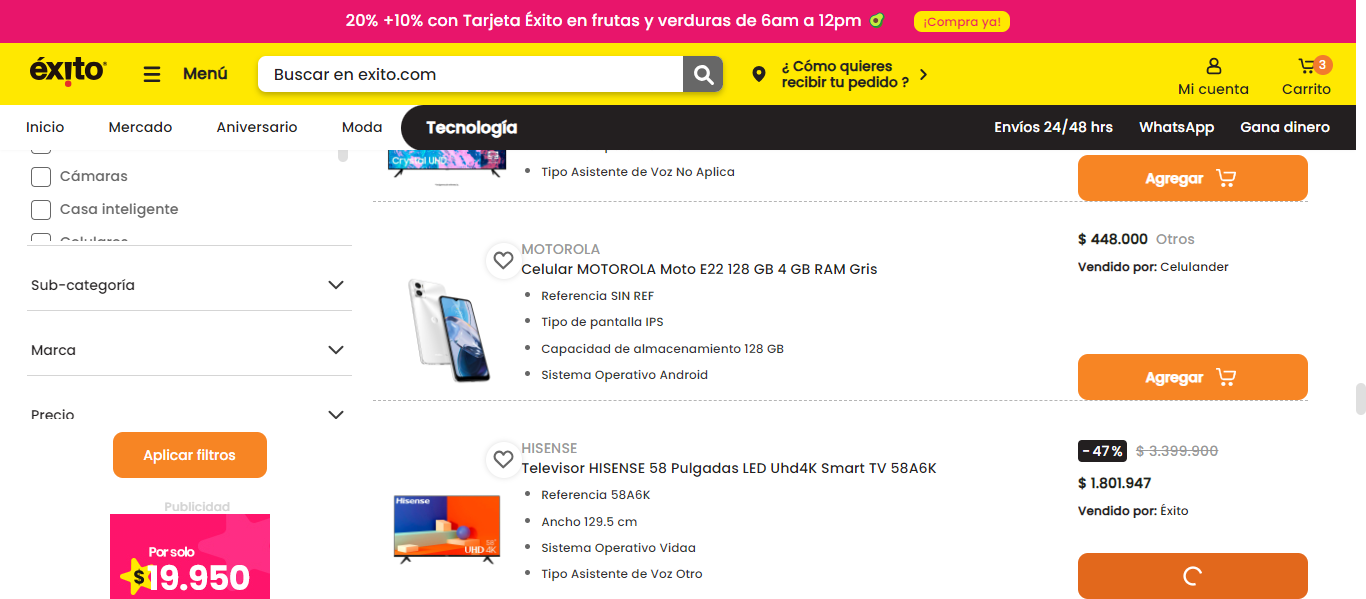 20% +10% con Tarjeta Éxito en frutas y verduras de 6am a 12pm
¡Compra ya!
éxito
Menú
Buscar en exito.com
¿ Cómo quieres
recibir tu pedido ?
Mi cuenta
3
Carrito
Inicio
Mercado
Aniversario
Moda
Tecnología
Envíos 24/48 hrs
WhatsApp
Gana dinero
Cámaras
Casa inteligente
Celulares
Sub-categoría
Marca
Precio
Aplicar filtros
Publicidad
Por solo
$19.950
Crystal UHD
Tipo Asistente de Voz No Aplica
Agregar
MOTOROLA
Celular MOTOROLA Moto E22 128 GB 4 GB RAM Gris
Referencia SIN REF
Tipo de pantalla IPS
Capacidad de almacenamiento 128 GB
Sistema Operativo Android
$ 448.000 Otros
Vendido por: Celulander
Agregar
HISENSE
Televisor HISENSE 58 Pulgadas LED Uhd4K Smart TV 58A6K
Referencia 58A6K
Ancho 129.5 cm
Sistema Operativo Vidaa
Tipo Asistente de Voz Otro
Hisense
58"
UHD 4K
- 47% $ 3.399.900
$ 1.801.947
Vendido por: Éxito